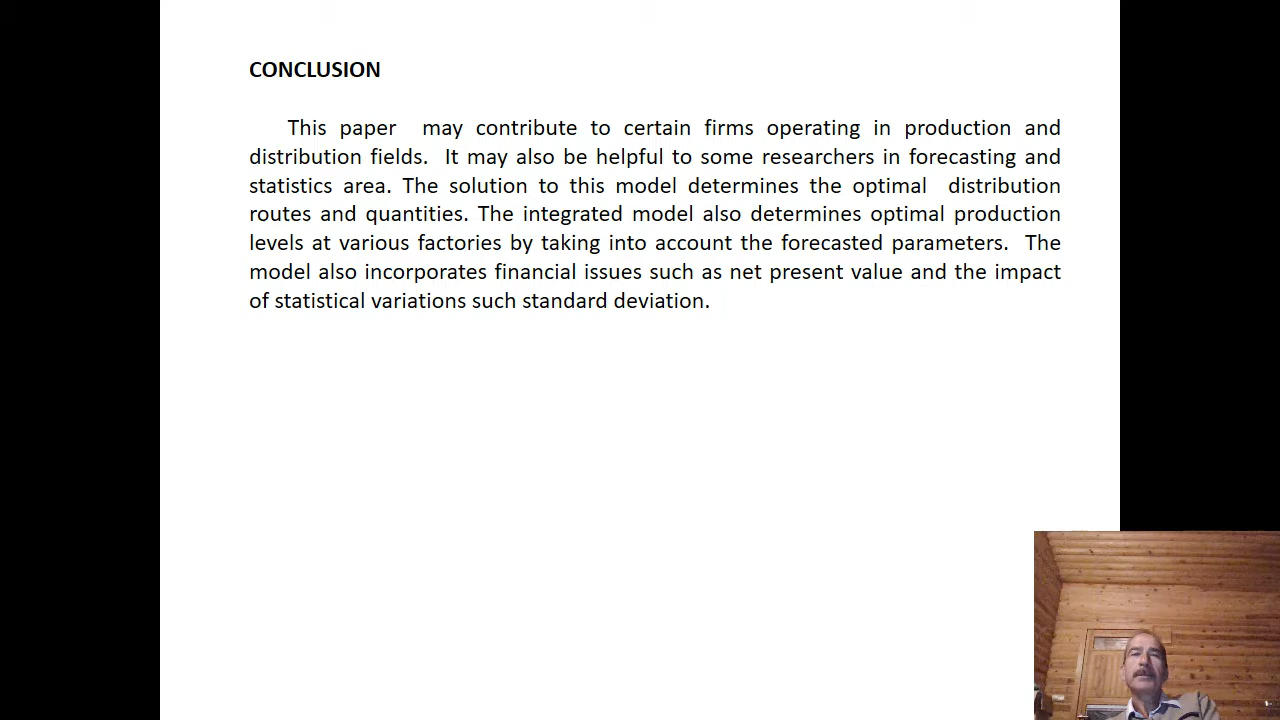 CONCLUSION
This paper may contribute to certain firms operating in production and
distribution fields. It may also be helpful to some researchers in forecasting and
statistics area. The solution to this model determines the optimal distribution
routes and quantities. The integrated model also determines optimal production
levels at various factories by taking into account the forecasted parameters. The
model also incorporates financial issues such as net present value and the impact
of statistical variations such standard deviation.